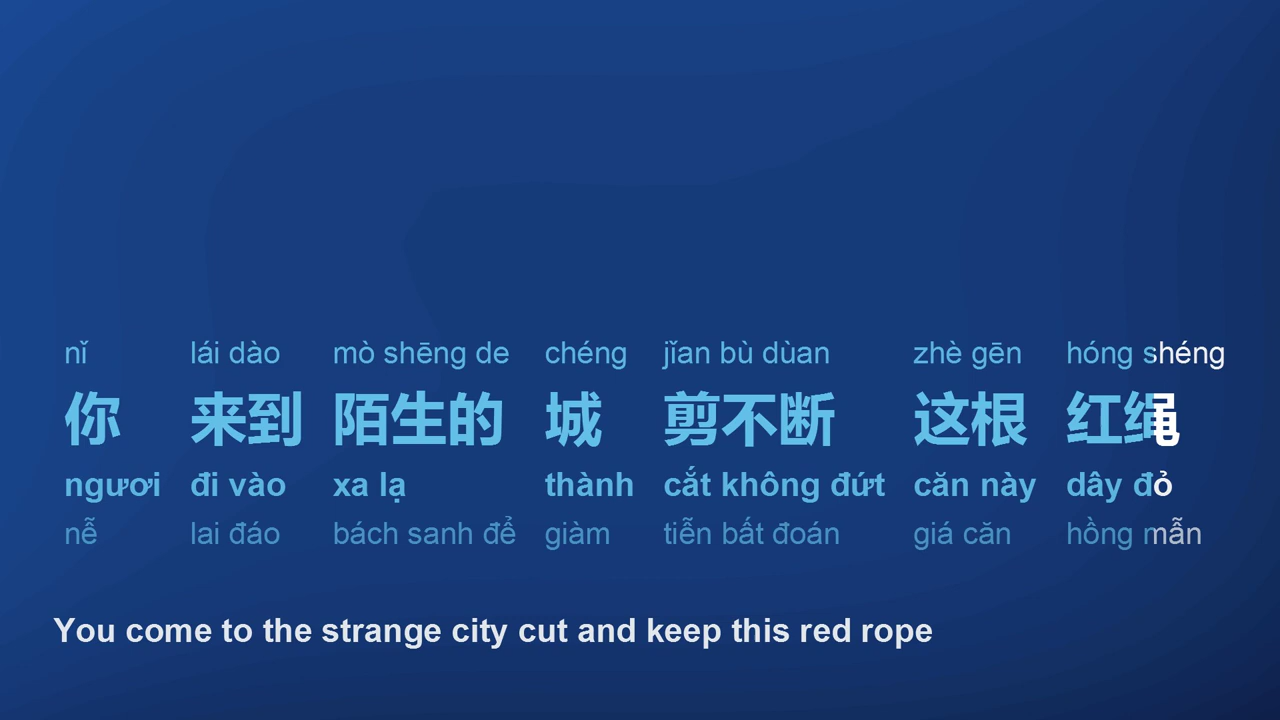 nǐ lái dào mò shēng de chéng jǐan bù dùan zhè gēn hóng shéng
你 来到 陌生的 城 剪不断 这根 红绳
ngươi đi vào xa lạ thành cắt không đứt căn này dây đỏ
nễ lai đáo bách sanh để giàm tiễn bất đoán giá căn hồng mẫn
You come to the strange city cut and keep this red rope